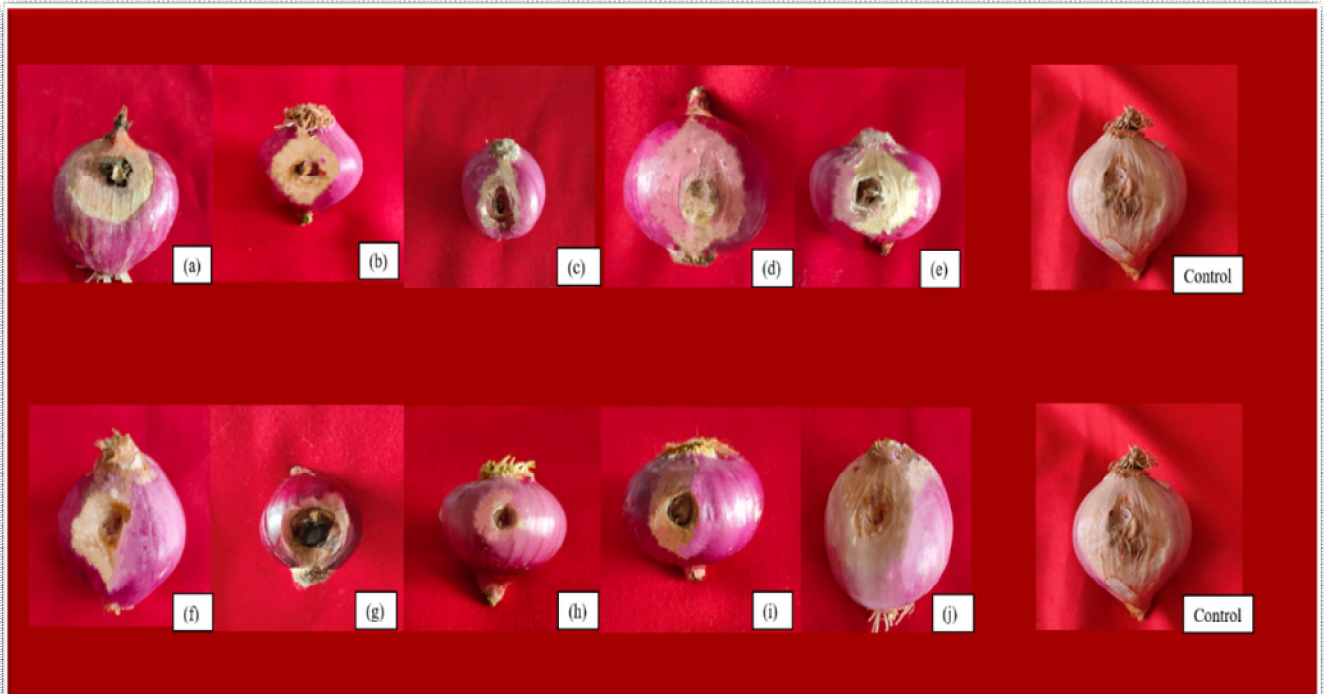 (a)
(b)
(c)
(d)
(e)
Control
(f)
(g)
(h)
(i)
(j)
Control